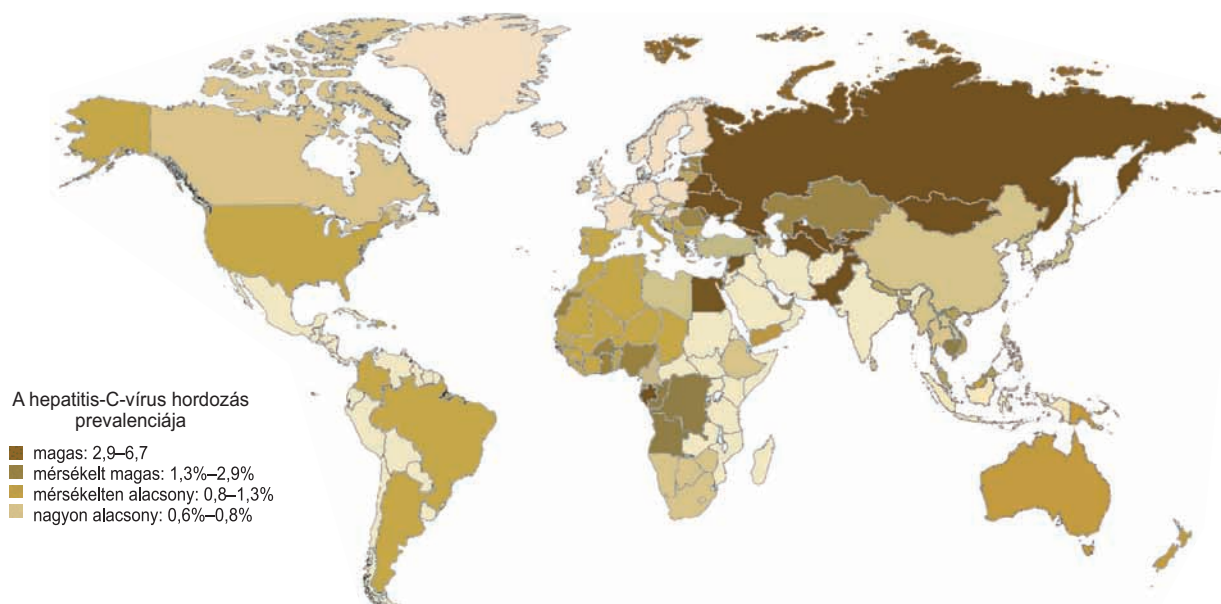 A hepatitis-C-vírus hordozás
prevalenciája
magas: 2,9–6,7
mérsékelt magas: 1,3%–2,9%
mérsékelten alacsony: 0,8–1,3%
nagyon alacsony: 0,6%–0,8%